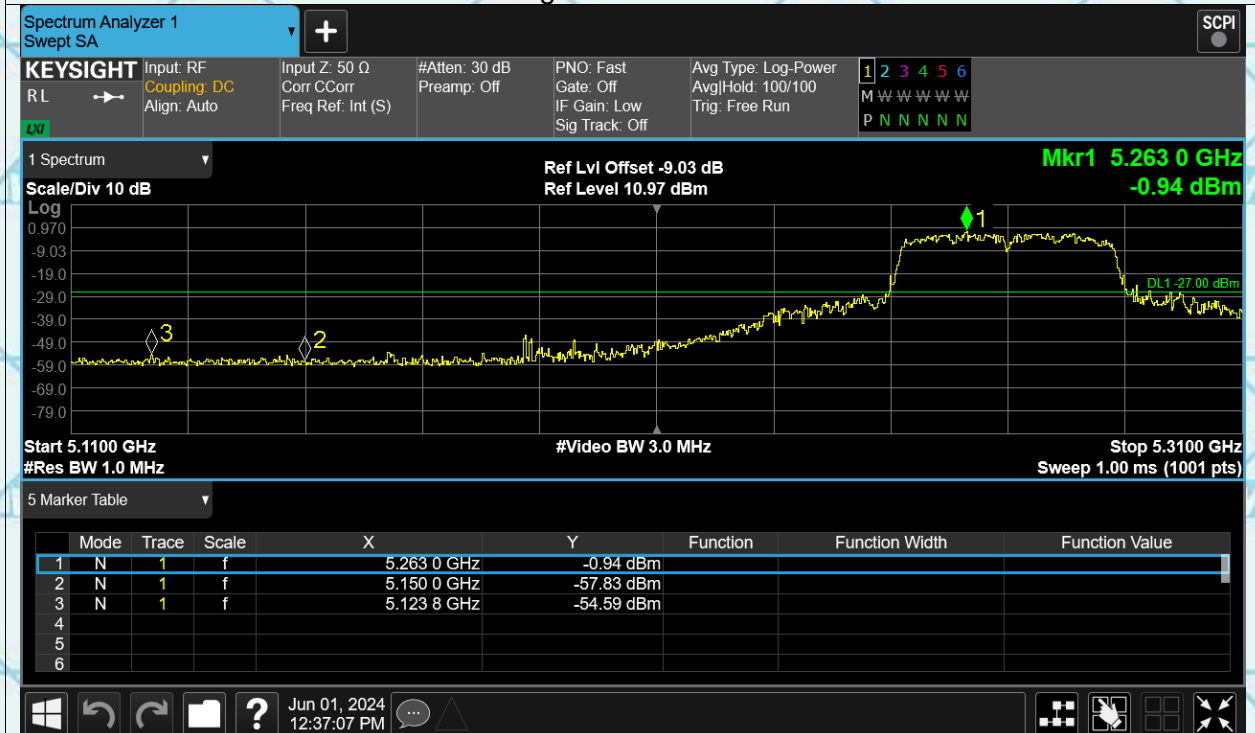 Spectrum Analyzer 1
Swept SA
+
SCPI
KEYSIGHT
RL
LXI
Input: RF
Coupling: DC
Align: Auto
Input Z: 50 Ω
Corr CCorr
Freq Ref: Int (S)
#Atten: 30 dB
Preamp: Off
PNO: Fast
Gate: Off
IF Gain: Low
Sig Track: Off
Avg Type: Log-Power
Avg|Hold: 100/100
Trig: Free Run
1 2 3 4 5 6
M W W W W W
P N N N N N
1 Spectrum
Scale/Div 10 dB
Ref Lvl Offset -9.03 dB
Ref Level 10.97 dBm
Mkr1 5.263 0 GHz
-0.94 dBm
Log
0.970
-9.03
-19.0
-29.0
-39.0
-49.0
-59.0
-69.0
-79.0
1
DL1 -27.00 dBm
3
2
Start 5.1100 GHz
#Video BW 3.0 MHz
Stop 5.3100 GHz
#Res BW 1.0 MHz
Sweep 1.00 ms (1001 pts)
5 Marker Table
Mode Trace Scale X Y Function Function Width Function Value
1 N 1 f 5.263 0 GHz -0.94 dBm
2 N 1 f 5.150 0 GHz -57.83 dBm
3 N 1 f 5.123 8 GHz -54.59 dBm
4
5
6
?
Jun 01, 2024
12:37:07 PM